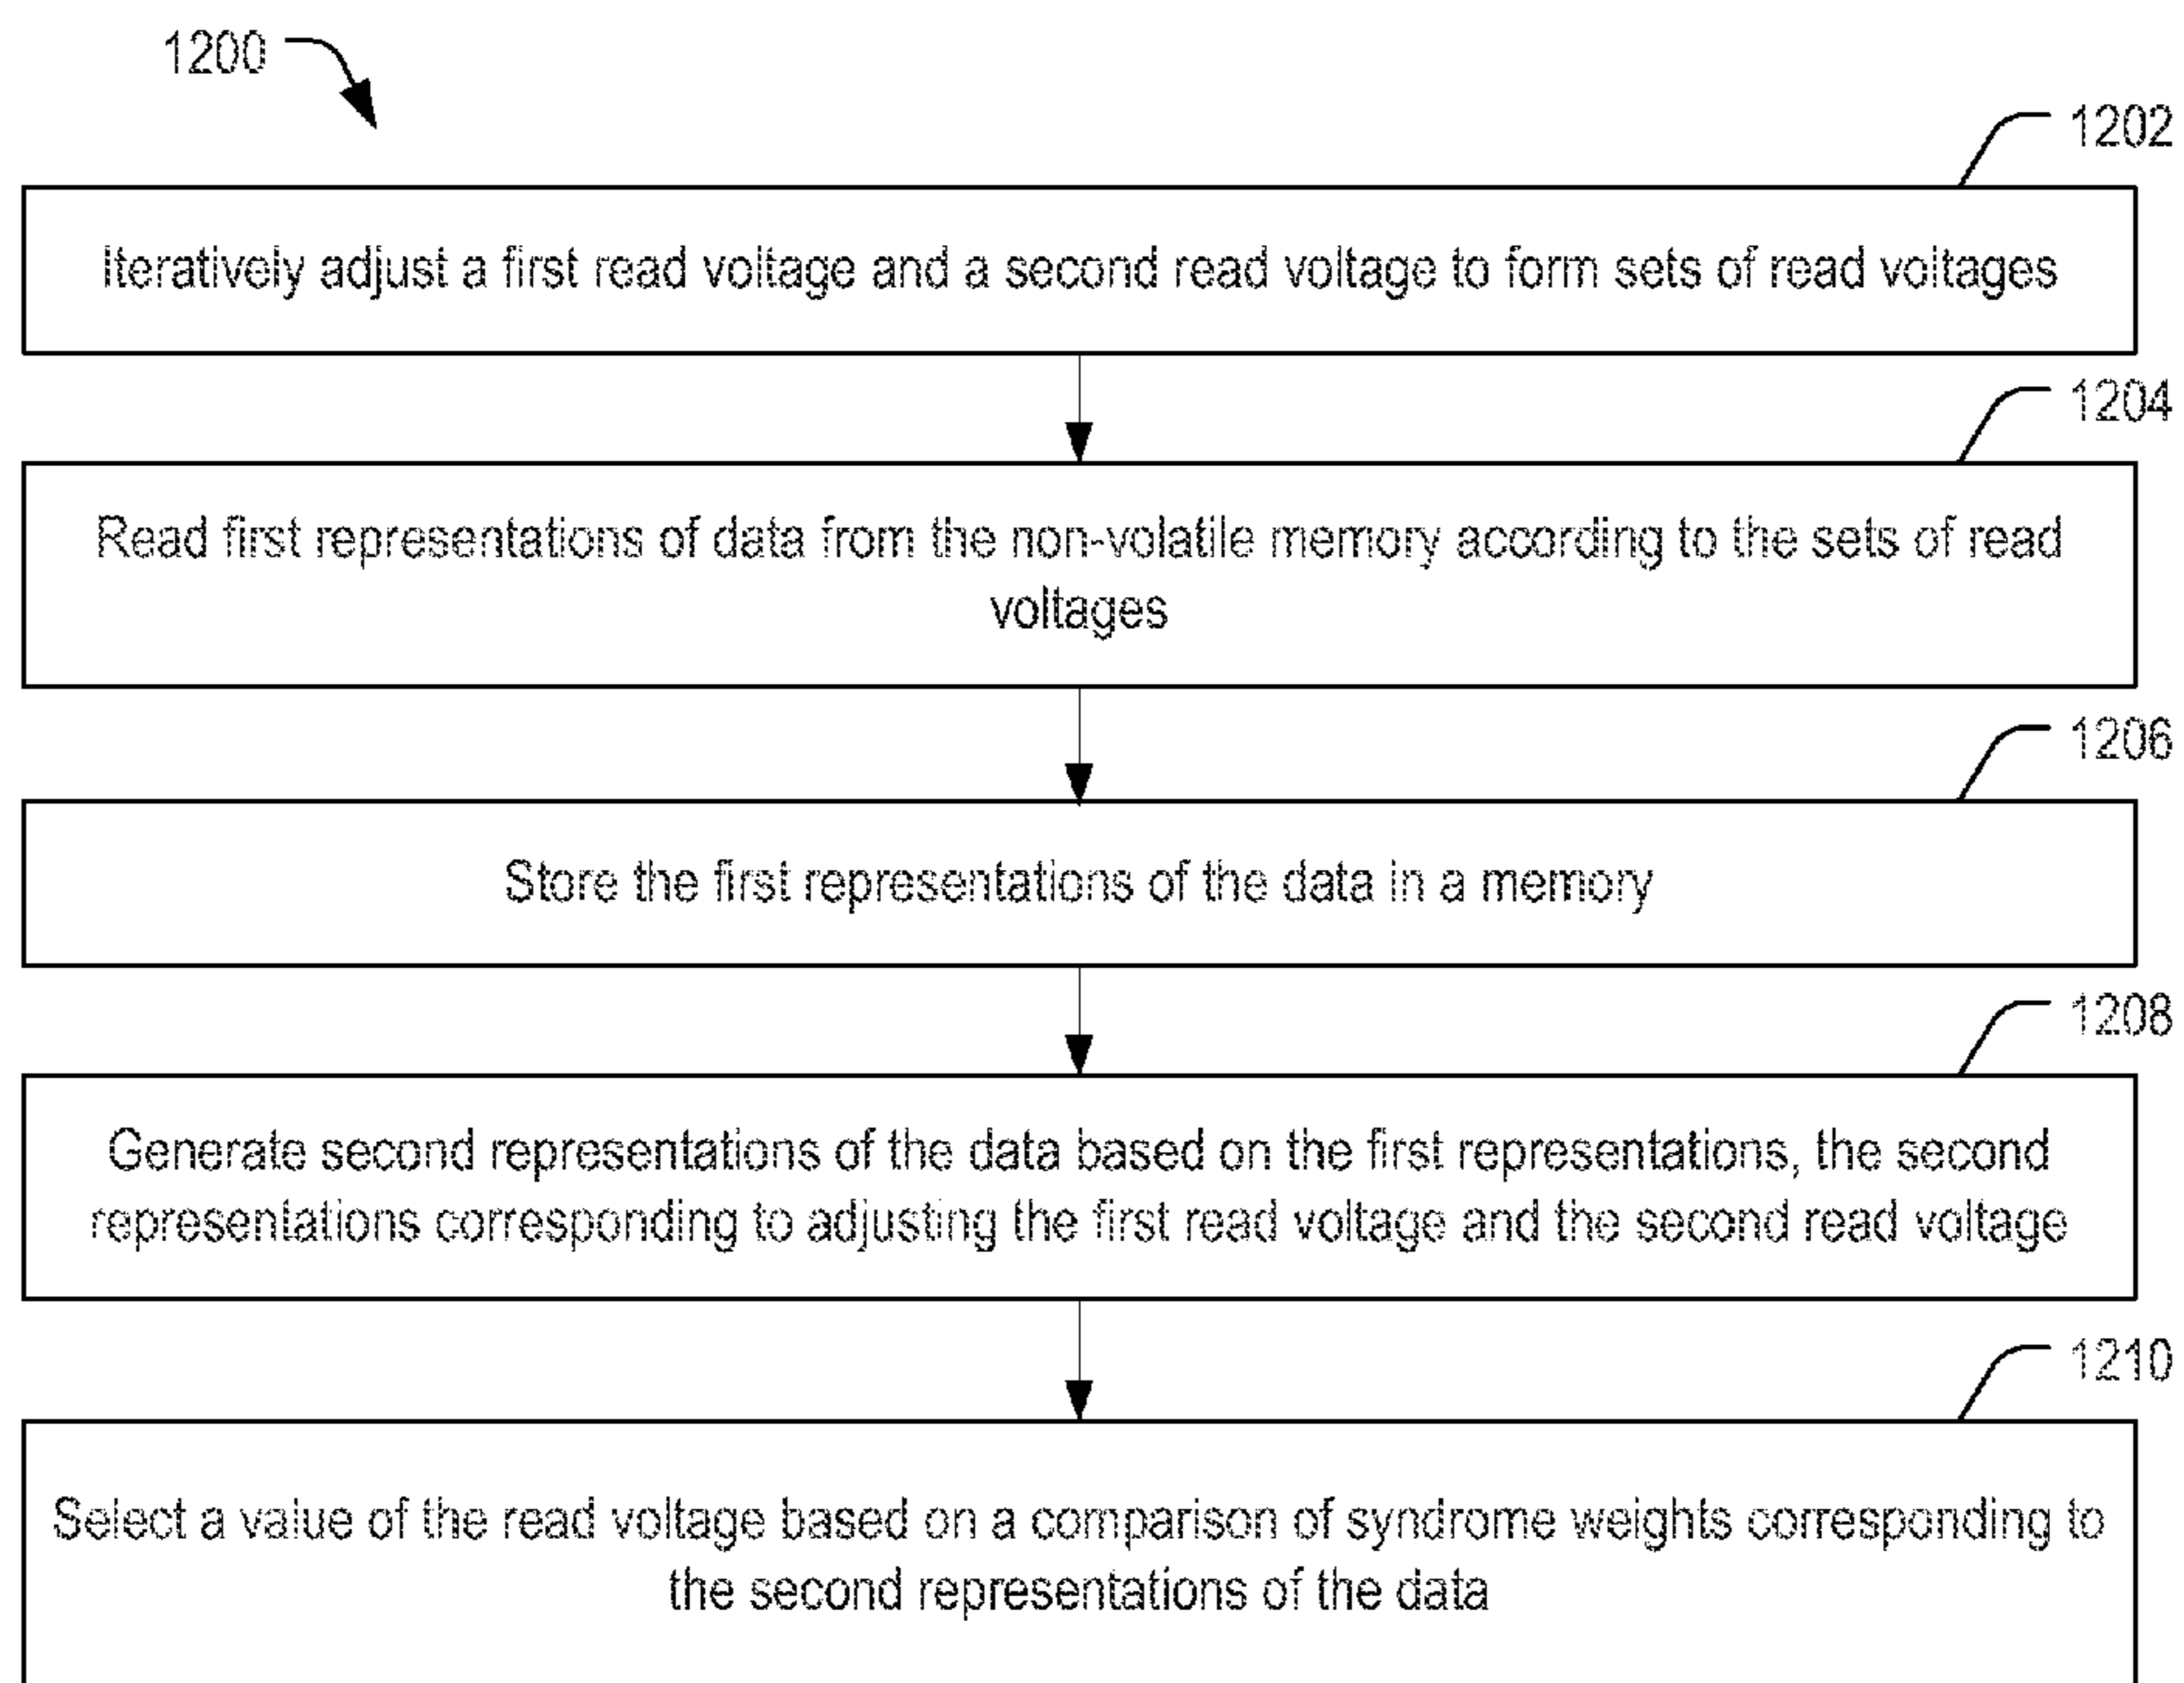 1200
1202
Iteratively adjust a first read voltage and a second read voltage to form sets of read voltages
1204
Read first representations of data from the non-volatile memory according to the sets of read
voltages
1206
Store the first representations of the data in a memory
1208
Generate second representations of the data based on the first representations, the second
representations corresponding to adjusting the first read voltage and the second read voltage
1210
Select a value of the read voltage based on a comparison of syndrome weights corresponding to
the second representations of the data